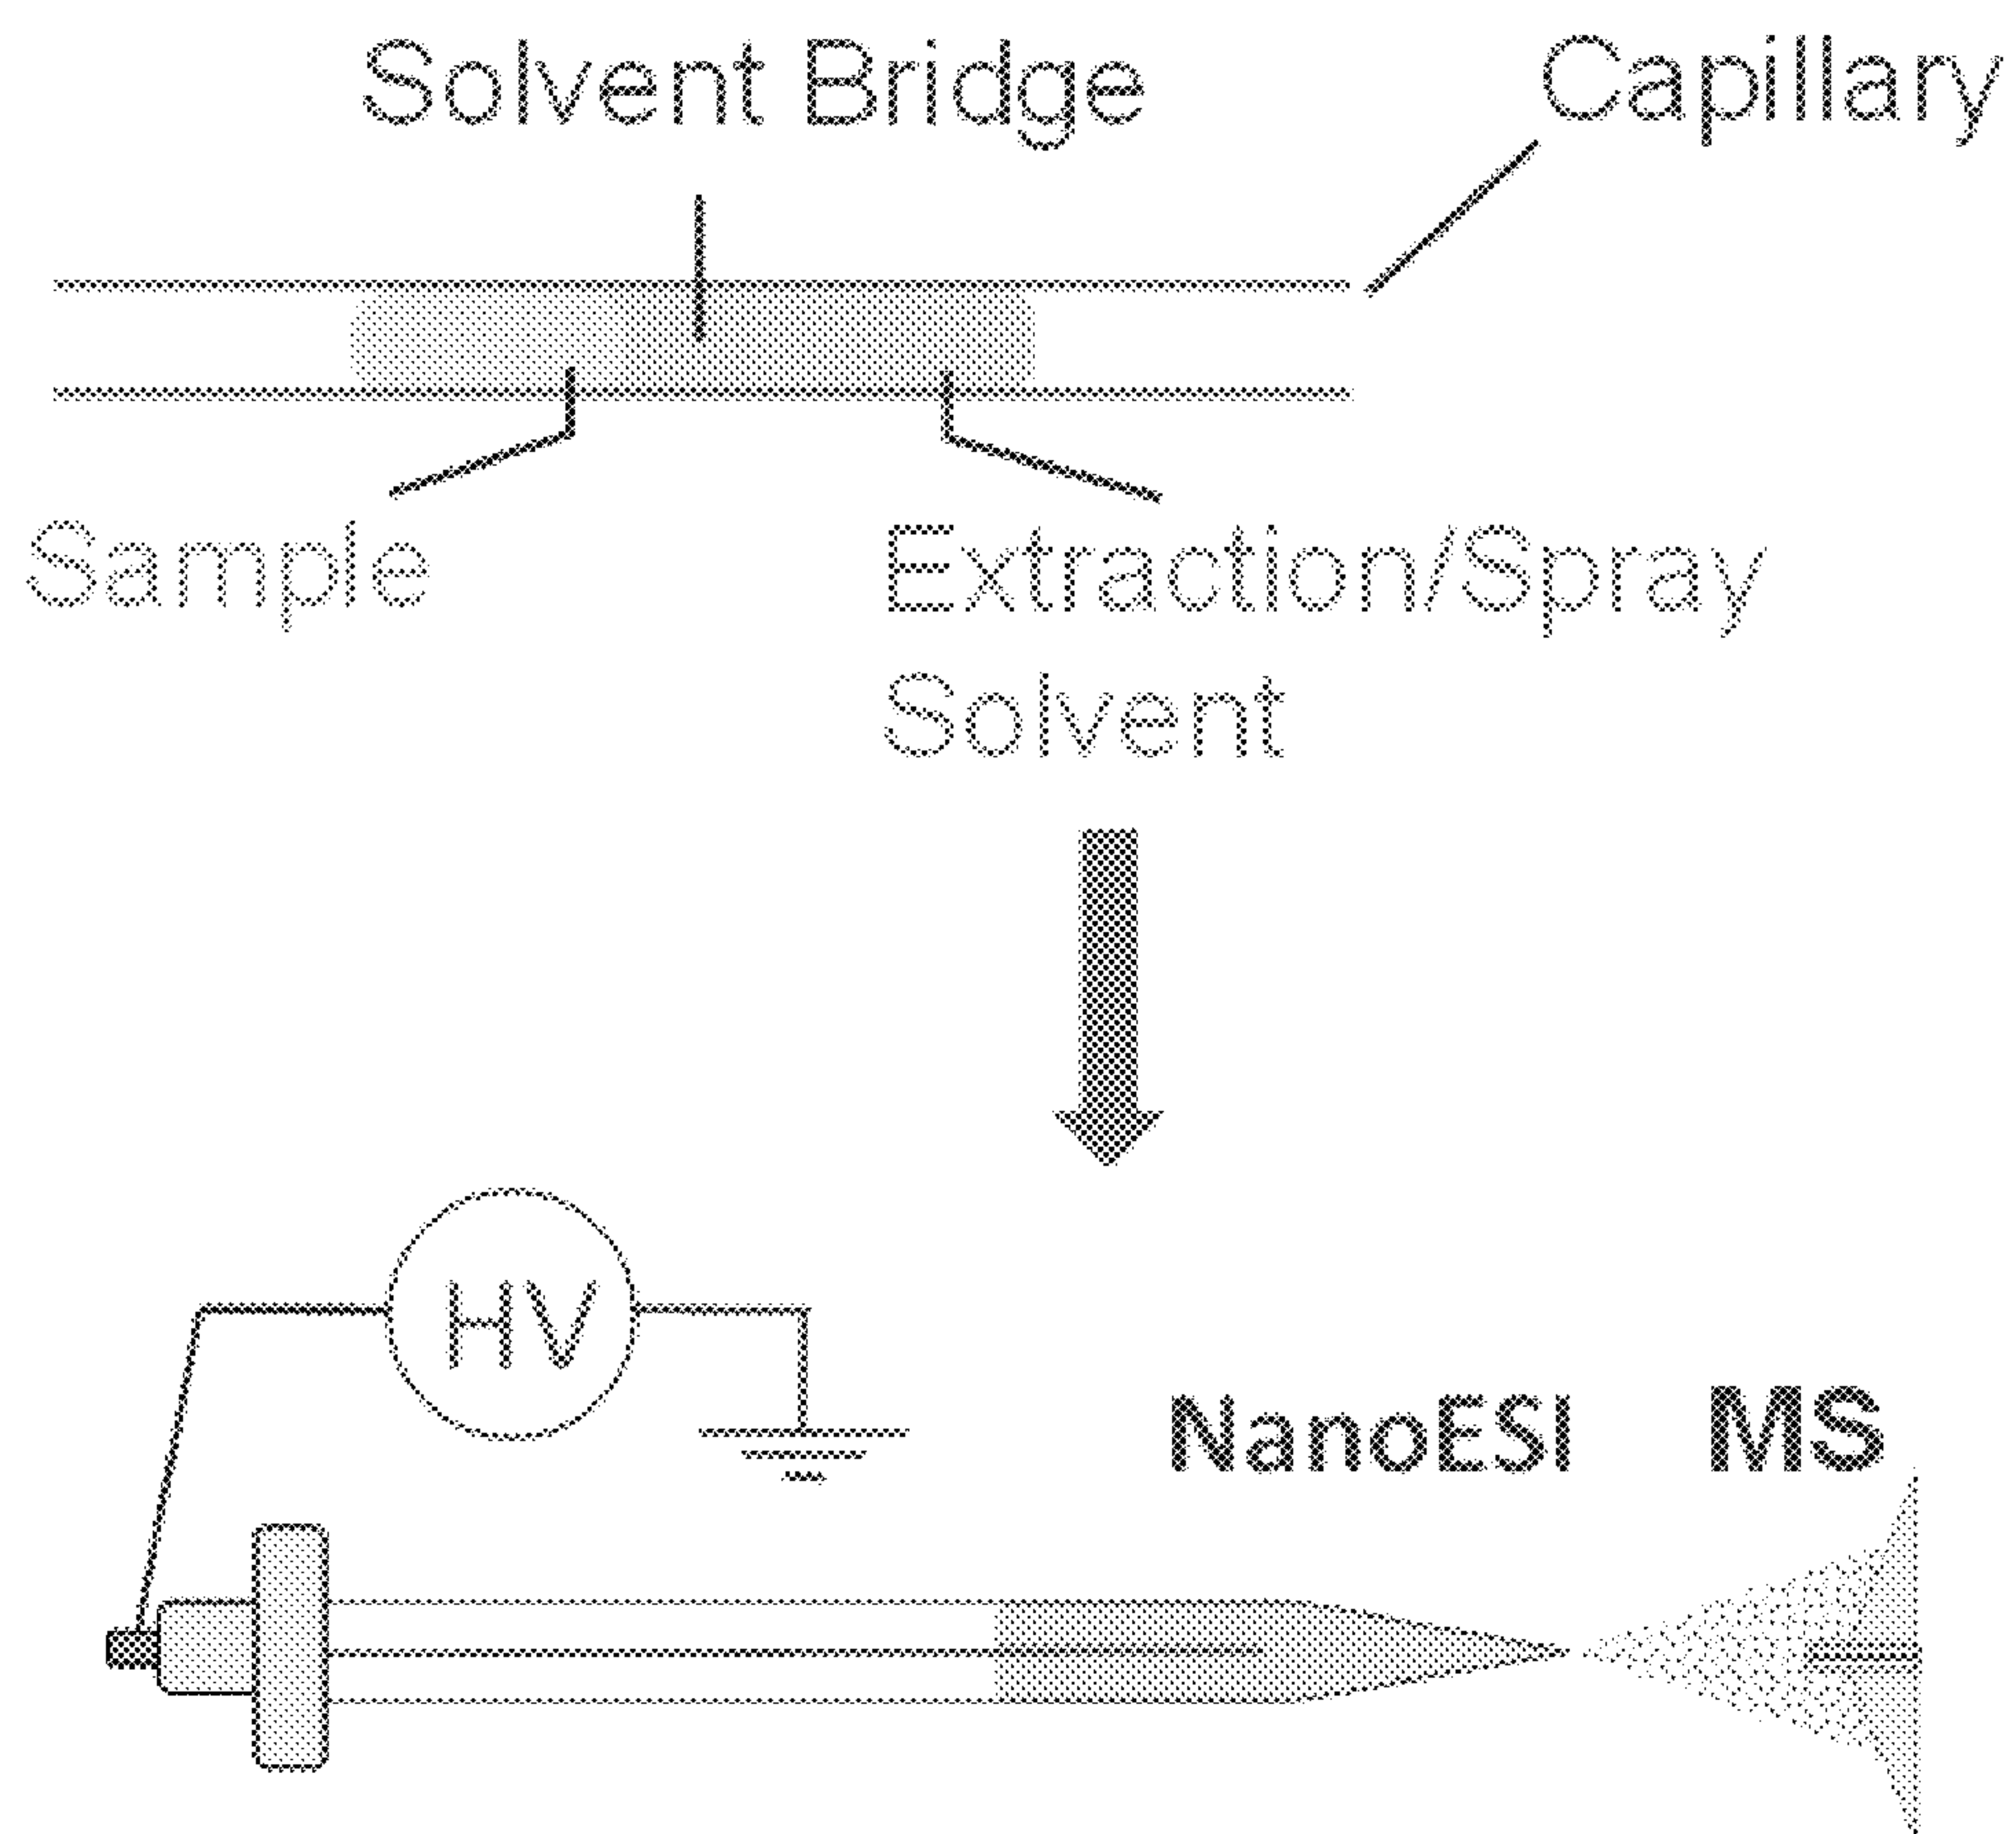 Solvent Bridge
Capillary
Sample
Extraction/Spray
Solvent
HV
NanoESI
MS